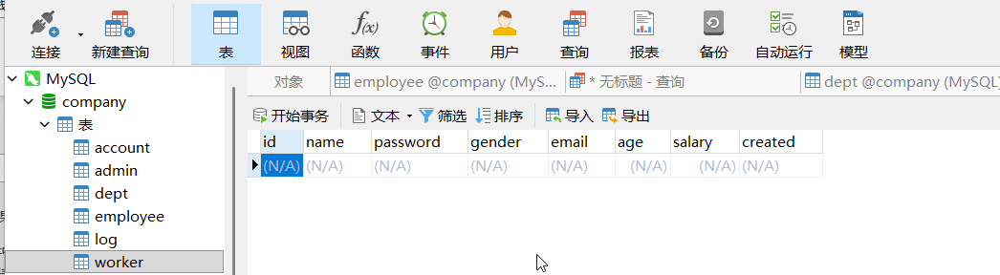 连接 新建查询 表 视图 函数 事件 用户 查询 报表 备份 自动运行 模型
MySQL
对象 employee @company (MyS... * 无标题 - 查询 dept @company (MySQL)
company
表
开始事务 文本 筛选 排序 导入 导出
account
id name password gender email age salary created
admin
(N/A) (N/A) (N/A) (N/A) (N/A) (N/A) (N/A) (N/A)
dept
employee
log
worker